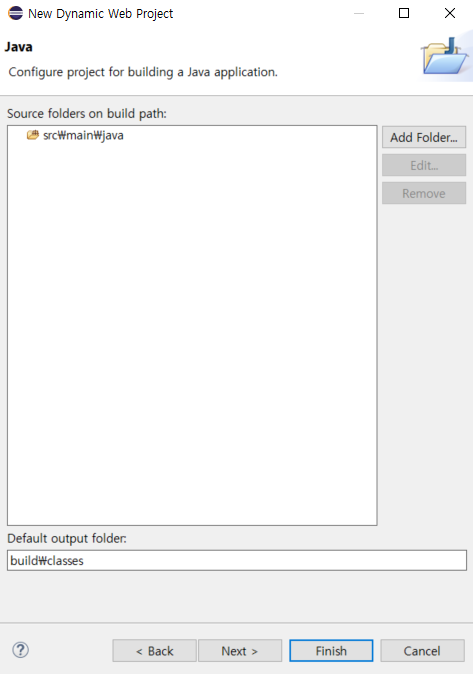 New Dynamic Web Project
Java
Configure project for building a Java application.
Source folders on build path:
src₩main₩java
Add Folder...
Edit...
Remove
Default output folder:
build₩classes
?
< Back
Next >
Finish
Cancel